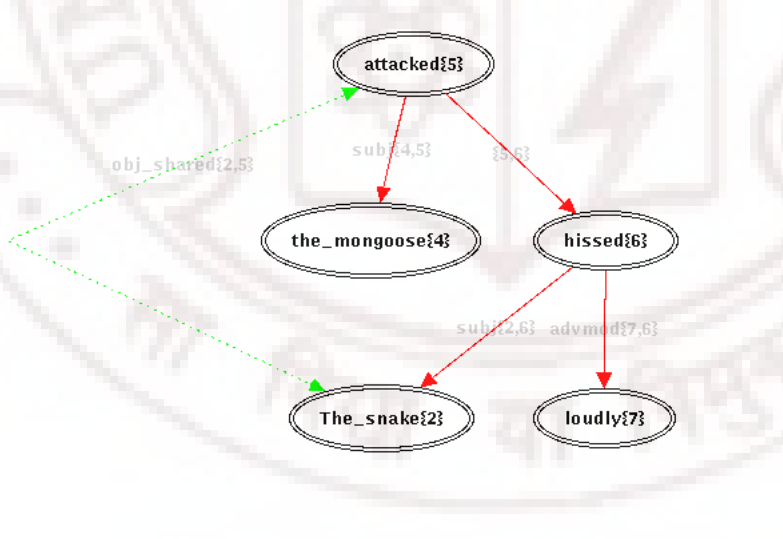 attacked{5}
subj{4,5}
{5,6}
obj_shared{2,5}
the_mongoose{4}
hissed{6}
subj{2,6}
advmod{7,6}
The_snake{2}
loudly{7}